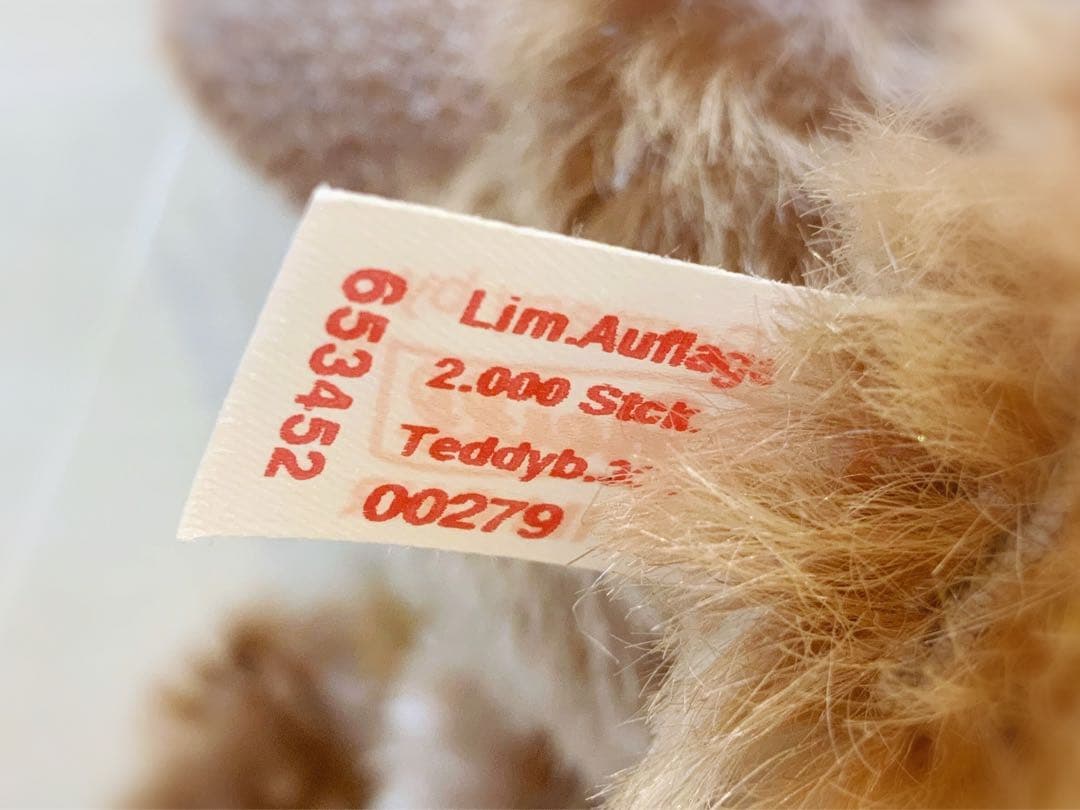 653452
Lim.Auflage
2.000 Stck.
Teddyb.
00279